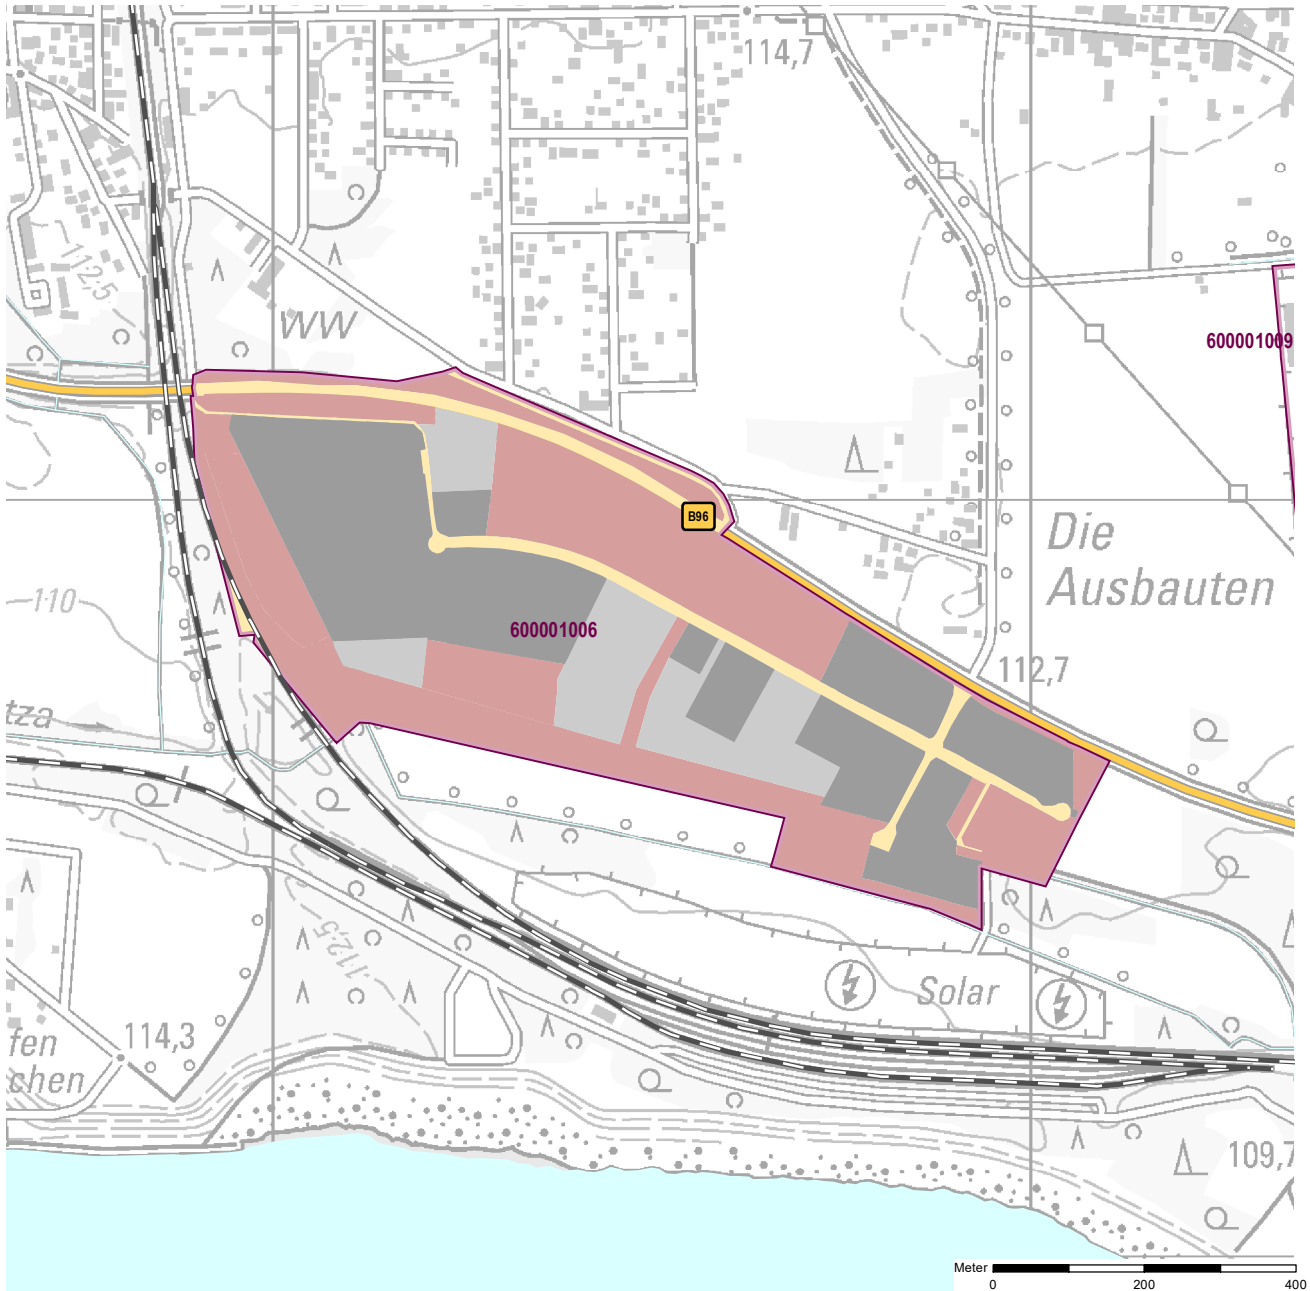 114,7
112,5
WW
600001009
B96
Die
Ausbauten
110
600001006
112,7
tza
112,5
Solar
114,3
fen
chen
109,7
Meter
0 200 400